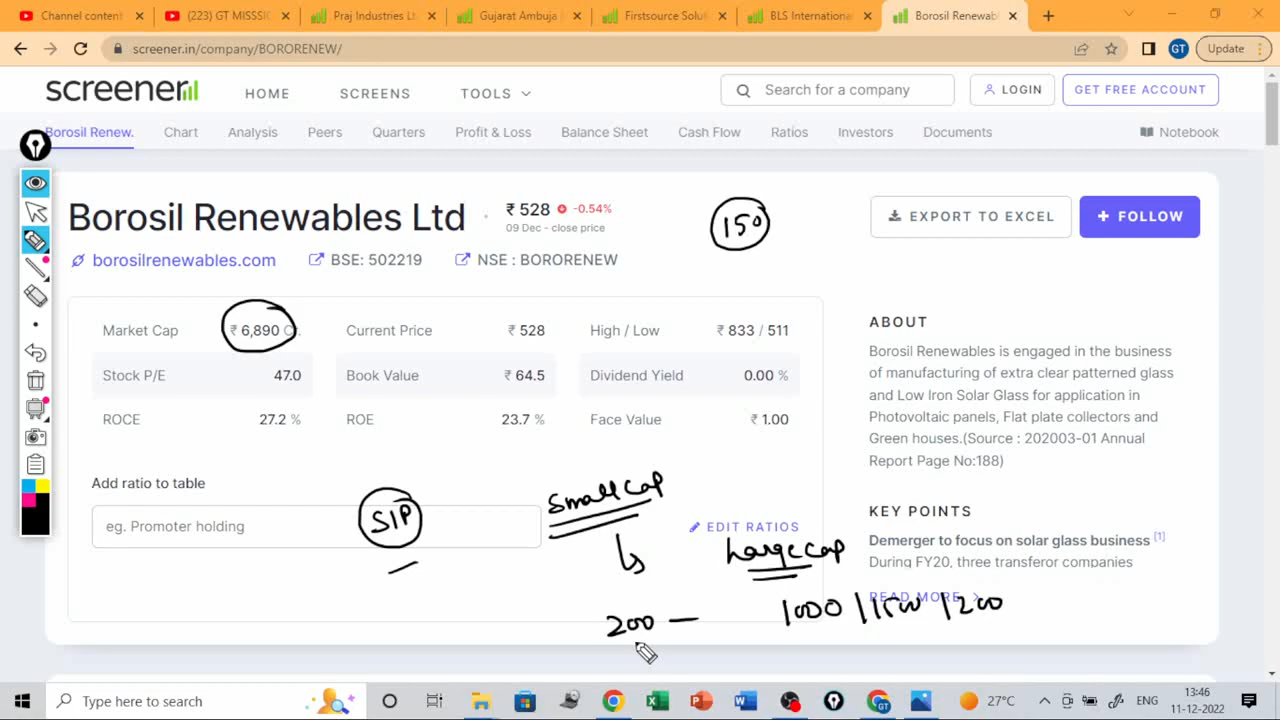 Channel content
(223) GT MISSSIO
Praj Industries Lt
Gujarat Ambuja
Firstsource Solut
BLS Internationa
Borosil Renewab
screener.in/company/BORORENEW/
GT
Update
screener
HOME
SCREENS
TOOLS
Search for a company
LOGIN
GET FREE ACCOUNT
Borosil Renew.
Chart
Analysis
Peers
Quarters
Profit & Loss
Balance Sheet
Cash Flow
Ratios
Investors
Documents
Notebook
Borosil Renewables Ltd
₹ 528 -0.54%
09 Dec - close price
150
EXPORT TO EXCEL
+ FOLLOW
borosilrenewables.com
BSE: 502219
NSE : BORORENEW
Market Cap ₹ 6,890 Cr.
Current Price ₹ 528
High / Low ₹ 833 / 511
Stock P/E 47.0
Book Value ₹ 64.5
Dividend Yield 0.00 %
ROCE 27.2 %
ROE 23.7 %
Face Value ₹ 1.00
Add ratio to table
eg. Promoter holding
SIP
Small cap
EDIT RATIOS
Large cap
200 —
1000 / 1500 / 200
ABOUT
Borosil Renewables is engaged in the business
of manufacturing of extra clear patterned glass
and Low Iron Solar Glass for application in
Photovoltaic panels, Flat plate collectors and
Green houses.(Source : 202003-01 Annual
Report Page No:188)
KEY POINTS
Demerger to focus on solar glass business [1]
During FY20, three transferor companies
READ MORE
Type here to search
GT
27°C
ENG
13:46
11-12-2022